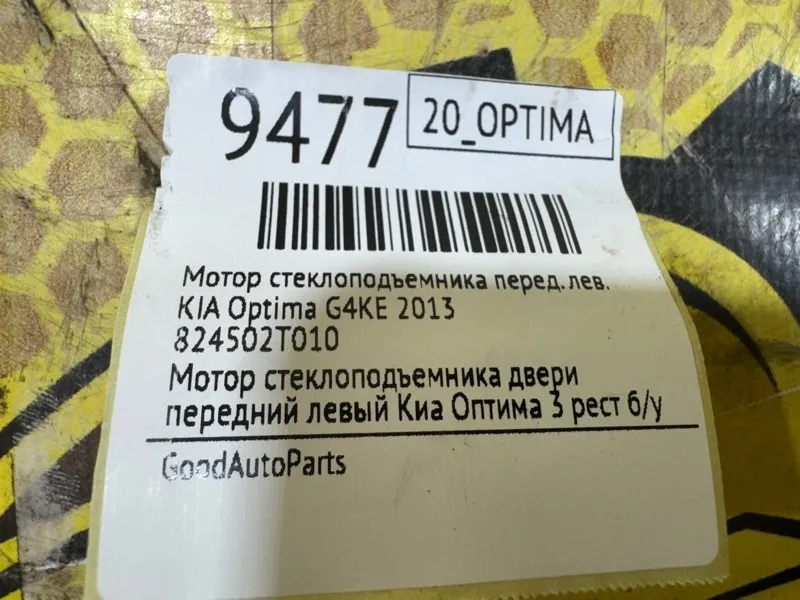 9477
20_OPTIMA
Мотор стеклоподъемника перед. лев.
KIA Optima G4KE 2013
824502T010
Мотор стеклоподъемника двери
передний левый Киа Оптима 3 рест б/у
GoodAutoParts